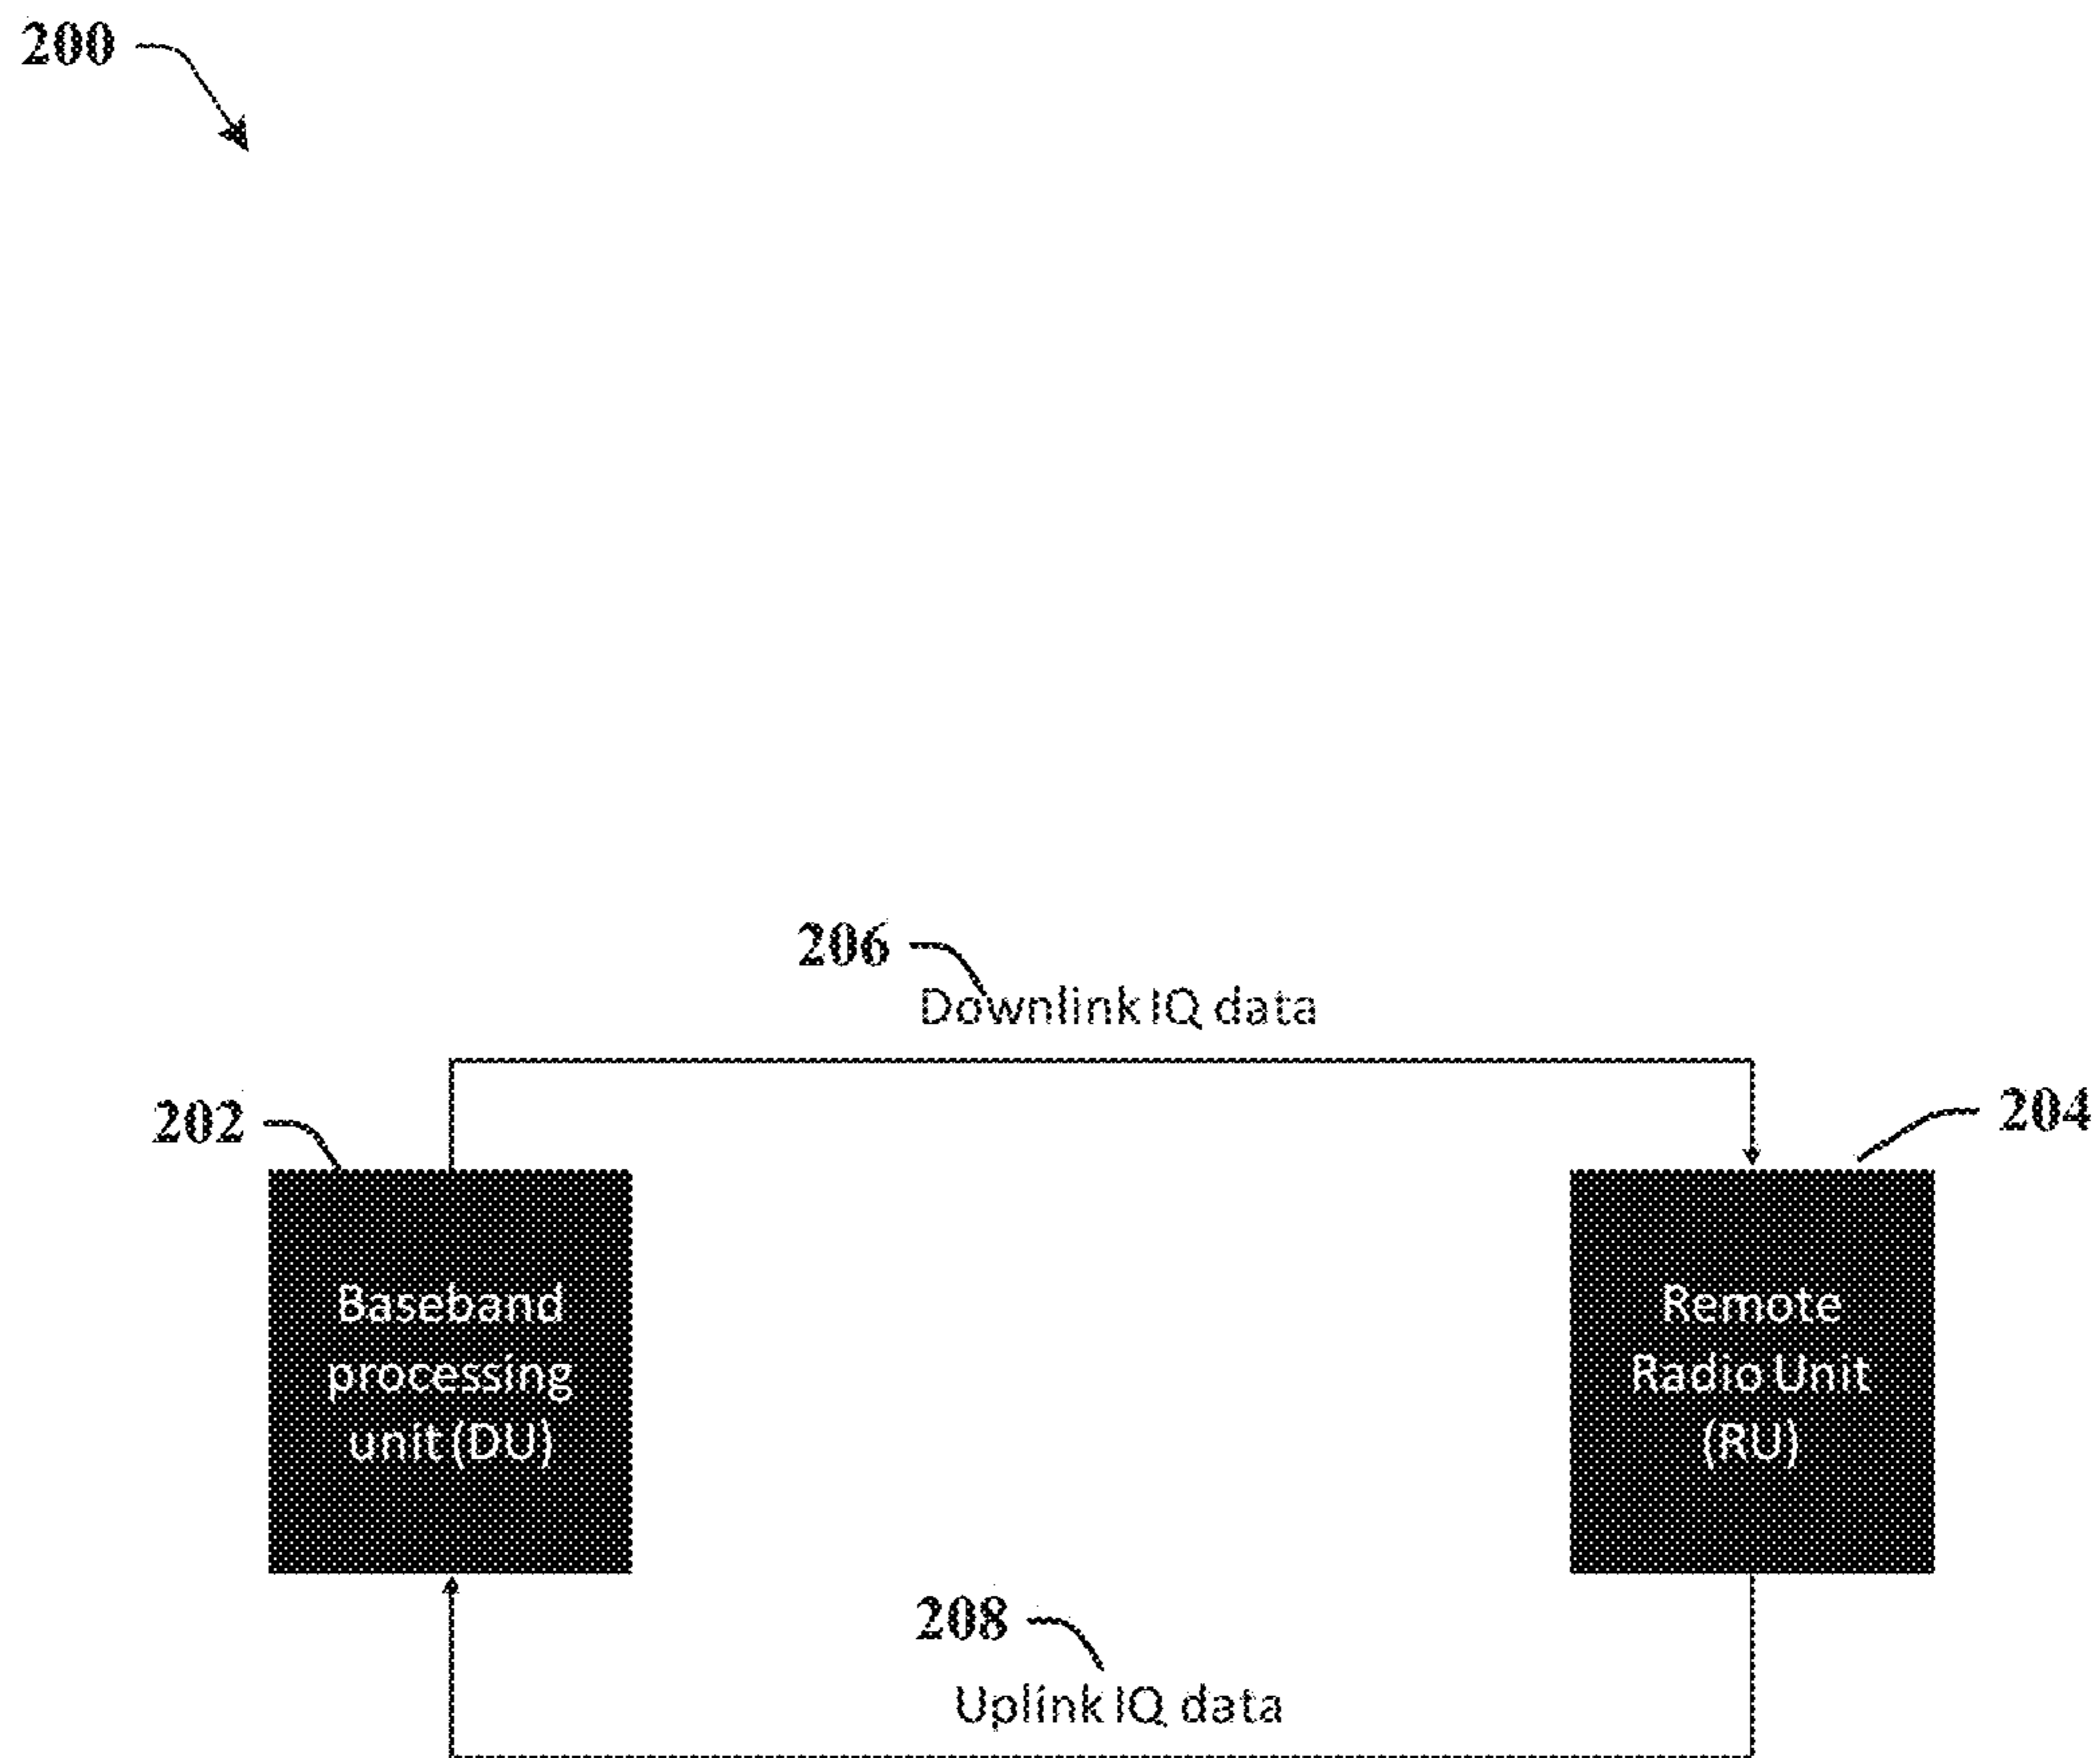 200
206
Downlink IQ data
202
204
Baseband
processing
unit (DU)
Remote
Radio Unit
(RU)
208
Uplink IQ data